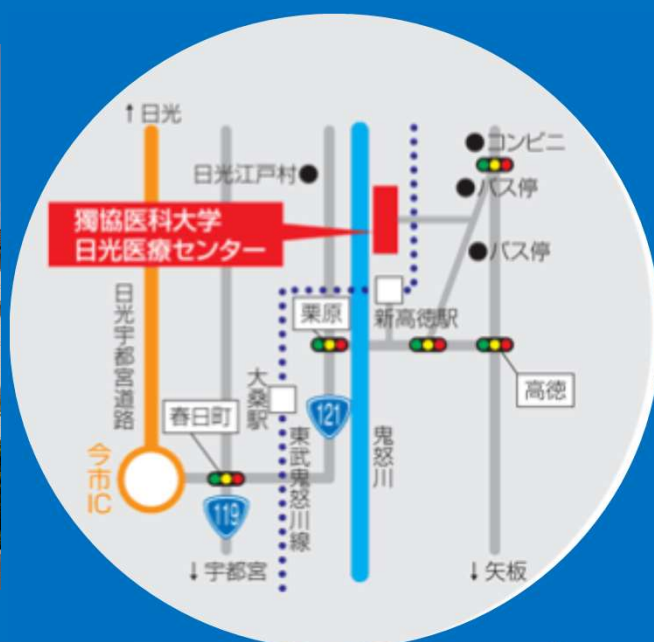 ↑日光
コンビニ
日光江戸村
バス停
獨協医科大学
日光医療センター
バス停
日光宇都宮道路
栗原
新高徳駅
大桑駅
高徳
春日町
121
東武鬼怒川線
鬼怒川
今市IC
119
↓宇都宮
↓矢板